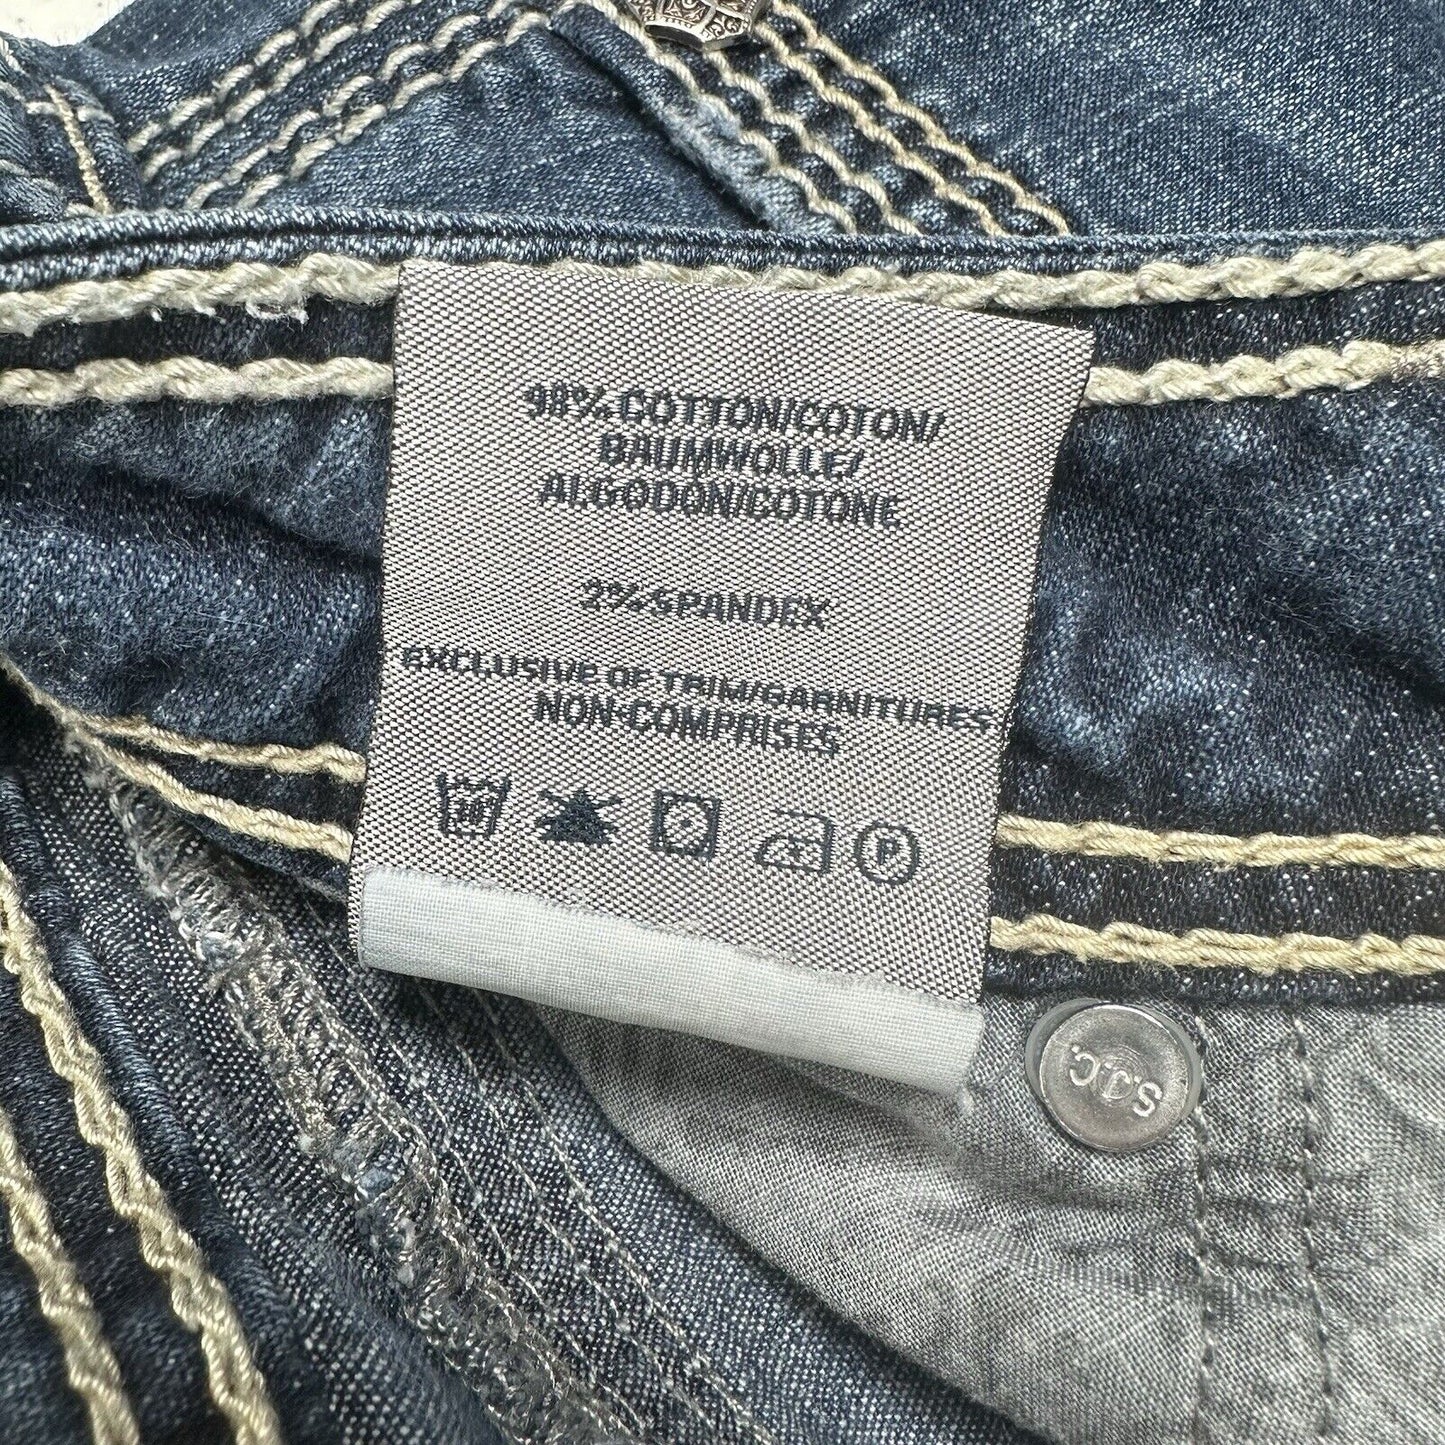 98% COTTON/COTON/
BAUMWOLLE/
ALGODON/COTONE
2% SPANDEX
EXCLUSIVE OF TRIM/GARNITURES
NON-COMPRISES
P
S.J.C.